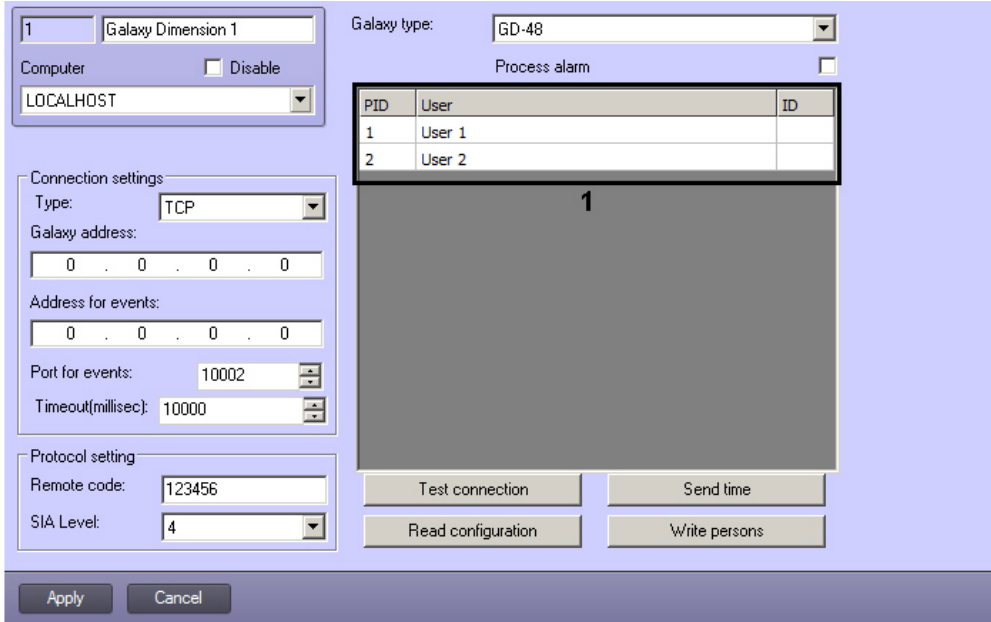 1 Galaxy Dimension 1
Computer Disable
LOCALHOST
Connection settings
Type: TCP
Galaxy address:
0 . 0 . 0 . 0
Address for events:
0 . 0 . 0 . 0
Port for events: 10002
Timeout(millisec): 10000
Protocol setting
Remote code: 123456
SIA Level: 4
Galaxy type: GD-48
Process alarm
PID User ID
1 User 1
2 User 2
1
Test connection Send time
Read configuration Write persons
Apply Cancel